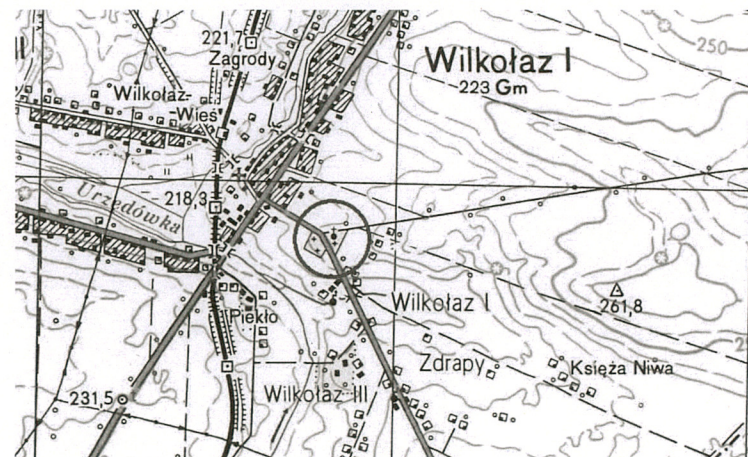 221,7
Zagrody
Wilkołaz I
223 Gm
250
Wilkołaz-
Wieś
Urzędówka
218,3
Wilkołaz I
261,8
Piekło
Zdrapy
Księża Niwa
Wilkołaz III
231,5